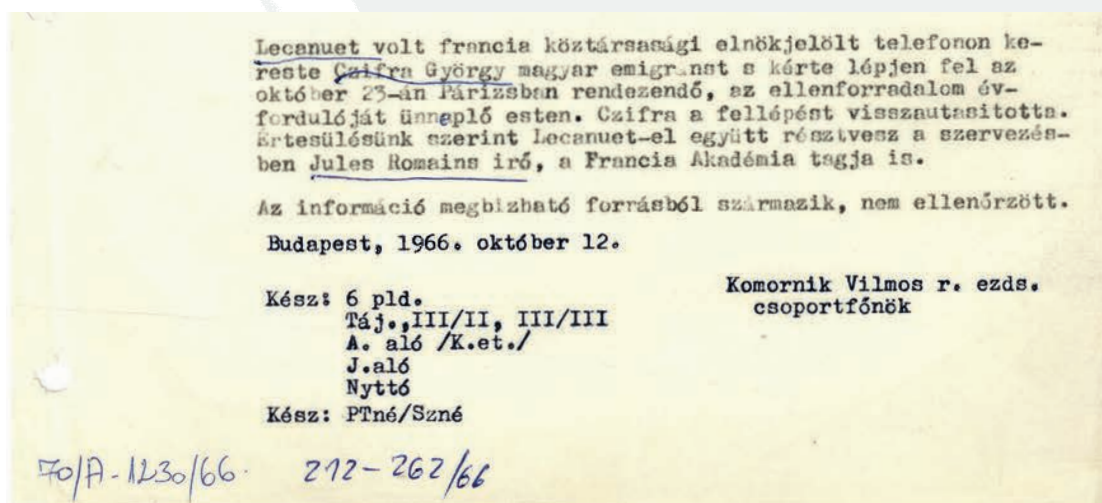 Lecanuet volt francia köztársasági elnökjelölt telefonon ke-
reste Czifra György magyar emigránst s kérte lépjen fel az
október 23-án Párizsban rendezendő, az ellenforradalom év-
fordulóját ünneplő esten. Czifra a fellépést visszautasitotta.
Értesülésünk szerint Lecanuet-el együtt résztvesz a szervezés-
ben Jules Romains iró, a Francia Akadémia tagja is.
Az információ megbizható forrásból származik, nem ellenőrzött.
Budapest, 1966. október 12.
Komornik Vilmos r. ezds.
csoportfőnök
Kész: 6 pld.
Táj.,III/II, III/III
A. aló /K.et./
J.aló
Nyttó
Kész: PTné/Szné
70/A-1230/66. 212-262/66